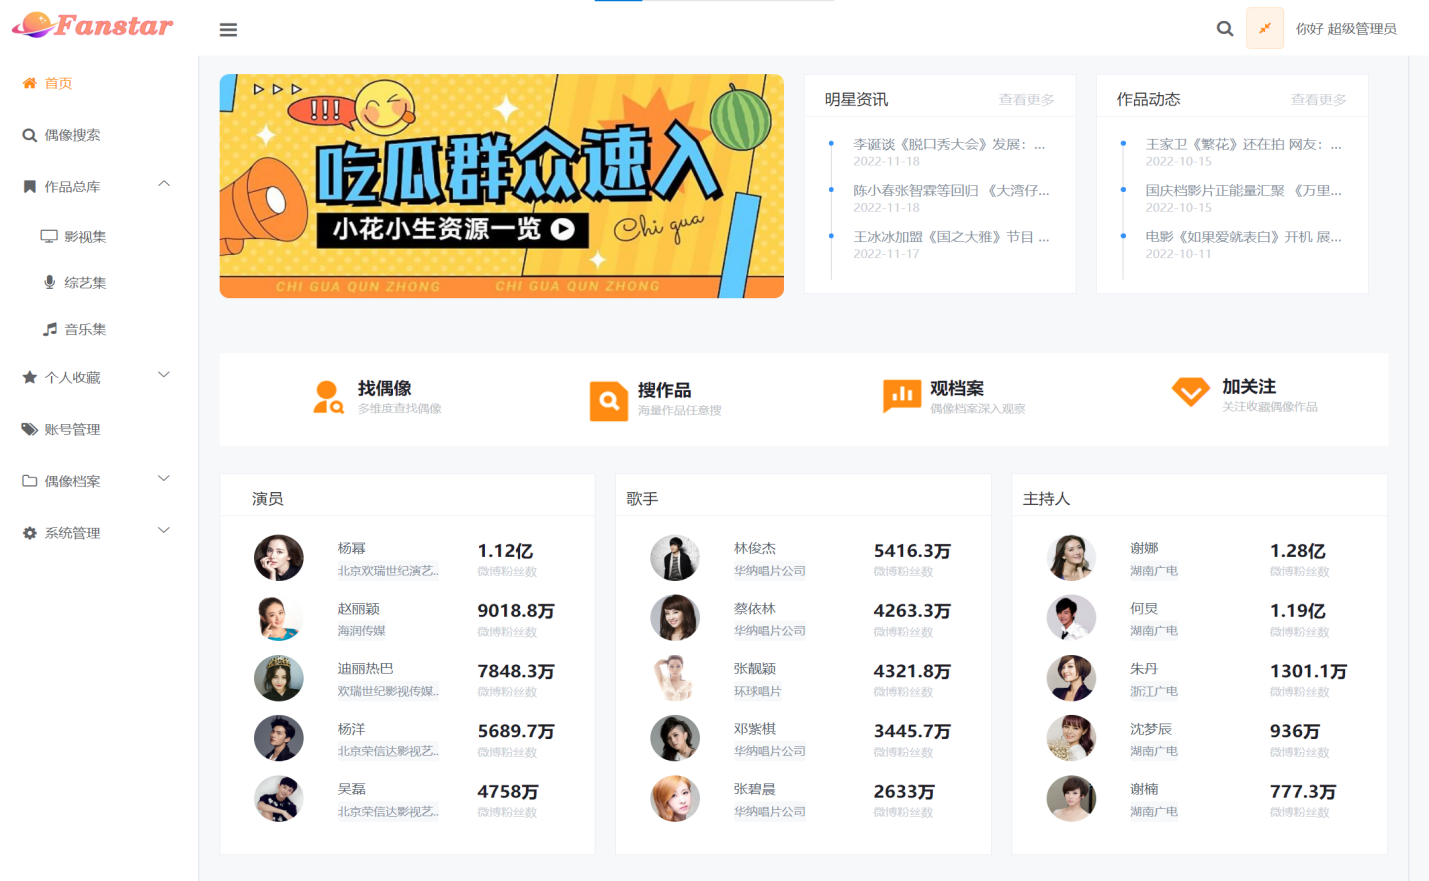 Fanstar
你好 超级管理员
首页
偶像搜索
作品总库
影视集
综艺集
音乐集
个人收藏
账号管理
偶像档案
系统管理
!!!
吃瓜群众速入
小花小生资源一览
Chi gua
CHI GUA QUN ZHONG
CHI GUA QUN ZHONG
明星资讯
查看更多
李诞谈《脱口秀大会》发展：...
2022-11-18
陈小春张智霖等回归 《大湾仔...
2022-11-18
王冰冰加盟《国之大雅》节目 ...
2022-11-17
作品动态
查看更多
王家卫《繁花》还在拍 网友：...
2022-10-15
国庆档影片正能量汇聚 《万里...
2022-10-15
电影《如果爱就表白》开机 展...
2022-10-11
找偶像
多维度查找偶像
搜作品
海量作品任意搜
观档案
偶像档案深入观察
加关注
关注收藏偶像作品
演员
杨幂
北京欢瑞世纪演艺..
1.12亿
微博粉丝数
赵丽颖
海润传媒
9018.8万
微博粉丝数
迪丽热巴
欢瑞世纪影视传媒..
7848.3万
微博粉丝数
杨洋
北京荣信达影视艺..
5689.7万
微博粉丝数
吴磊
北京荣信达影视艺..
4758万
微博粉丝数
歌手
林俊杰
华纳唱片公司
5416.3万
微博粉丝数
蔡依林
华纳唱片公司
4263.3万
微博粉丝数
张靓颖
环球唱片
4321.8万
微博粉丝数
邓紫棋
华纳唱片公司
3445.7万
微博粉丝数
张碧晨
华纳唱片公司
2633万
微博粉丝数
主持人
谢娜
湖南广电
1.28亿
微博粉丝数
何炅
湖南广电
1.19亿
微博粉丝数
朱丹
浙江广电
1301.1万
微博粉丝数
沈梦辰
湖南广电
936万
微博粉丝数
谢楠
湖南广电
777.3万
微博粉丝数